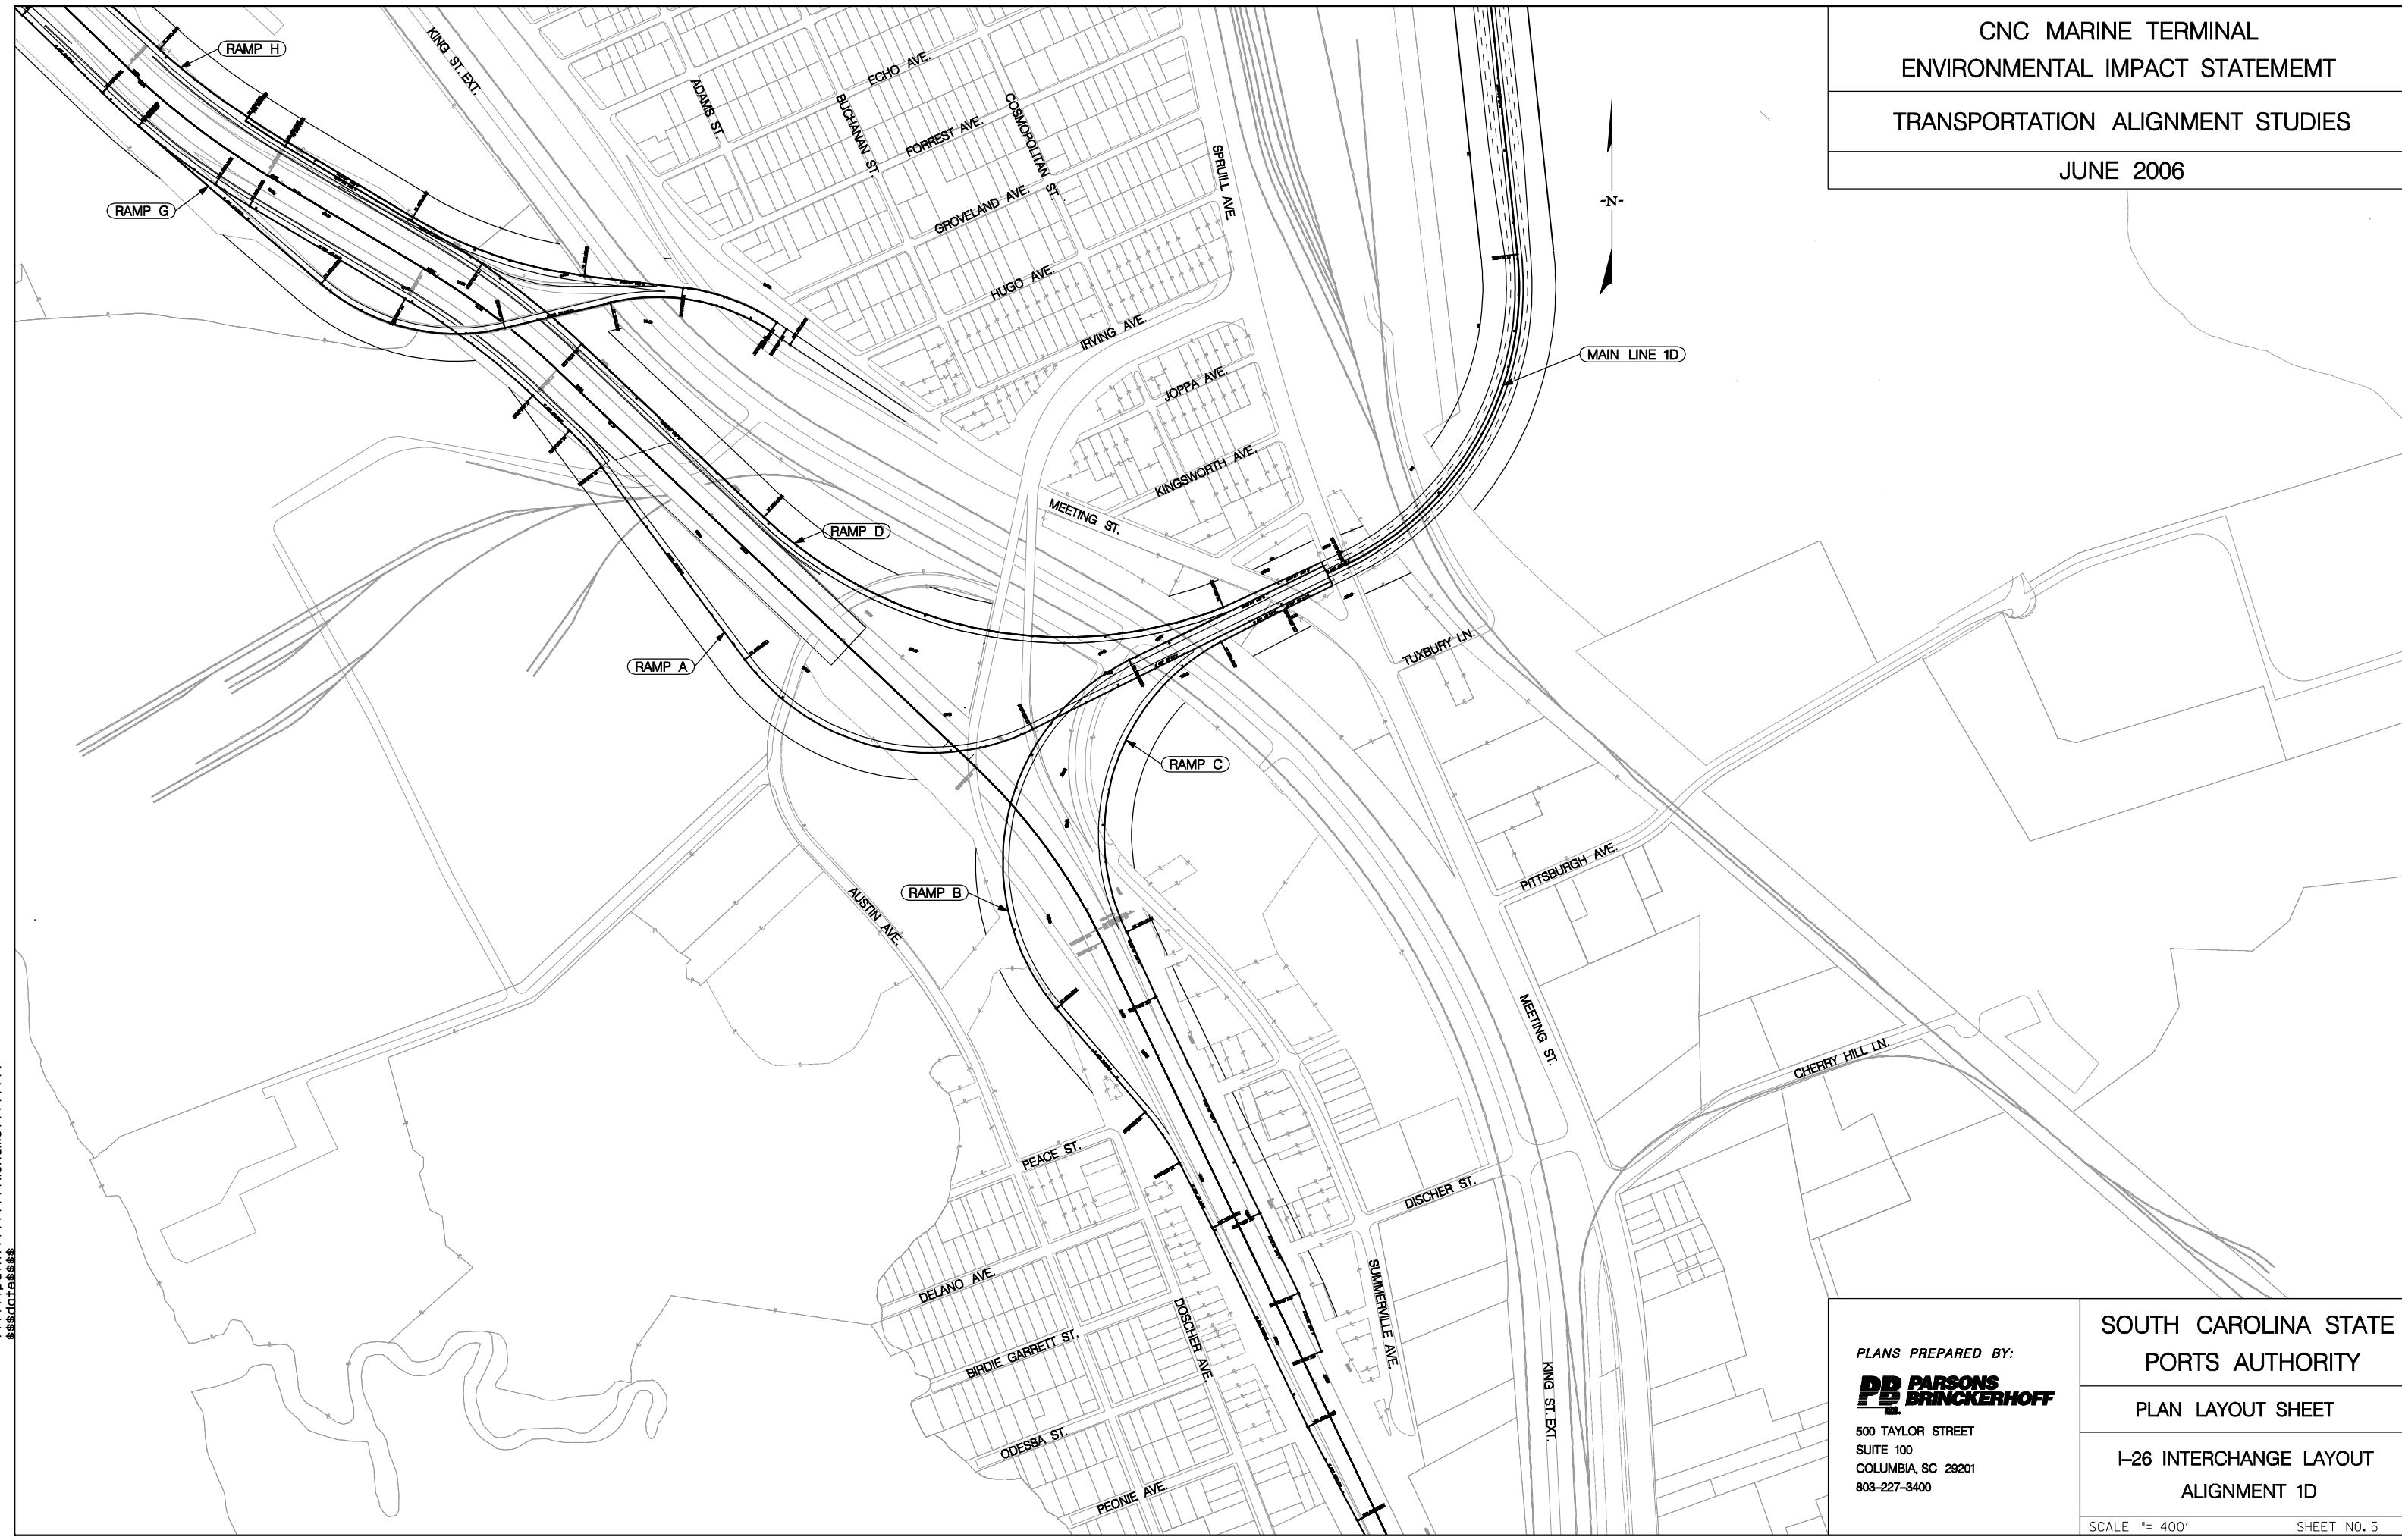 CNC MARINE TERMINAL
ENVIRONMENTAL IMPACT STATEMEMT
TRANSPORTATION ALIGNMENT STUDIES
JUNE 2006
RAMP H
KING ST. EXT.
ADAMS ST.
ECHO AVE.
BUCHANAN ST.
COSMOPOLITAN ST.
FORREST AVE.
SPRUILL AVE.
RAMP G
GROVELAND AVE.
-N-
HUGO AVE.
IRVING AVE.
MAIN LINE 1D
JOPPA AVE.
KINGSWORTH AVE.
MEETING ST.
RAMP D
RAMP A
TUXBURY LN.
RAMP C
RAMP B
AUSTIN AVE.
PITTSBURGH AVE.
MEETING ST.
CHERRY HILL LN.
PEACE ST.
DISCHER ST.
DELANO AVE.
DOSCHER AVE.
SUMMERVILLE AVE.
BIRDIE GARRETT ST.
KING ST. EXT.
ODESSA ST.
PEONIE AVE.
$$$date$$$$
PLANS PREPARED BY:
PB PARSONS
BRINCKERHOFF
500 TAYLOR STREET
SUITE 100
COLUMBIA, SC 29201
803-227-3400
SOUTH CAROLINA STATE
PORTS AUTHORITY
PLAN LAYOUT SHEET
I-26 INTERCHANGE LAYOUT
ALIGNMENT 1D
SCALE 1"= 400' SHEET NO. 5